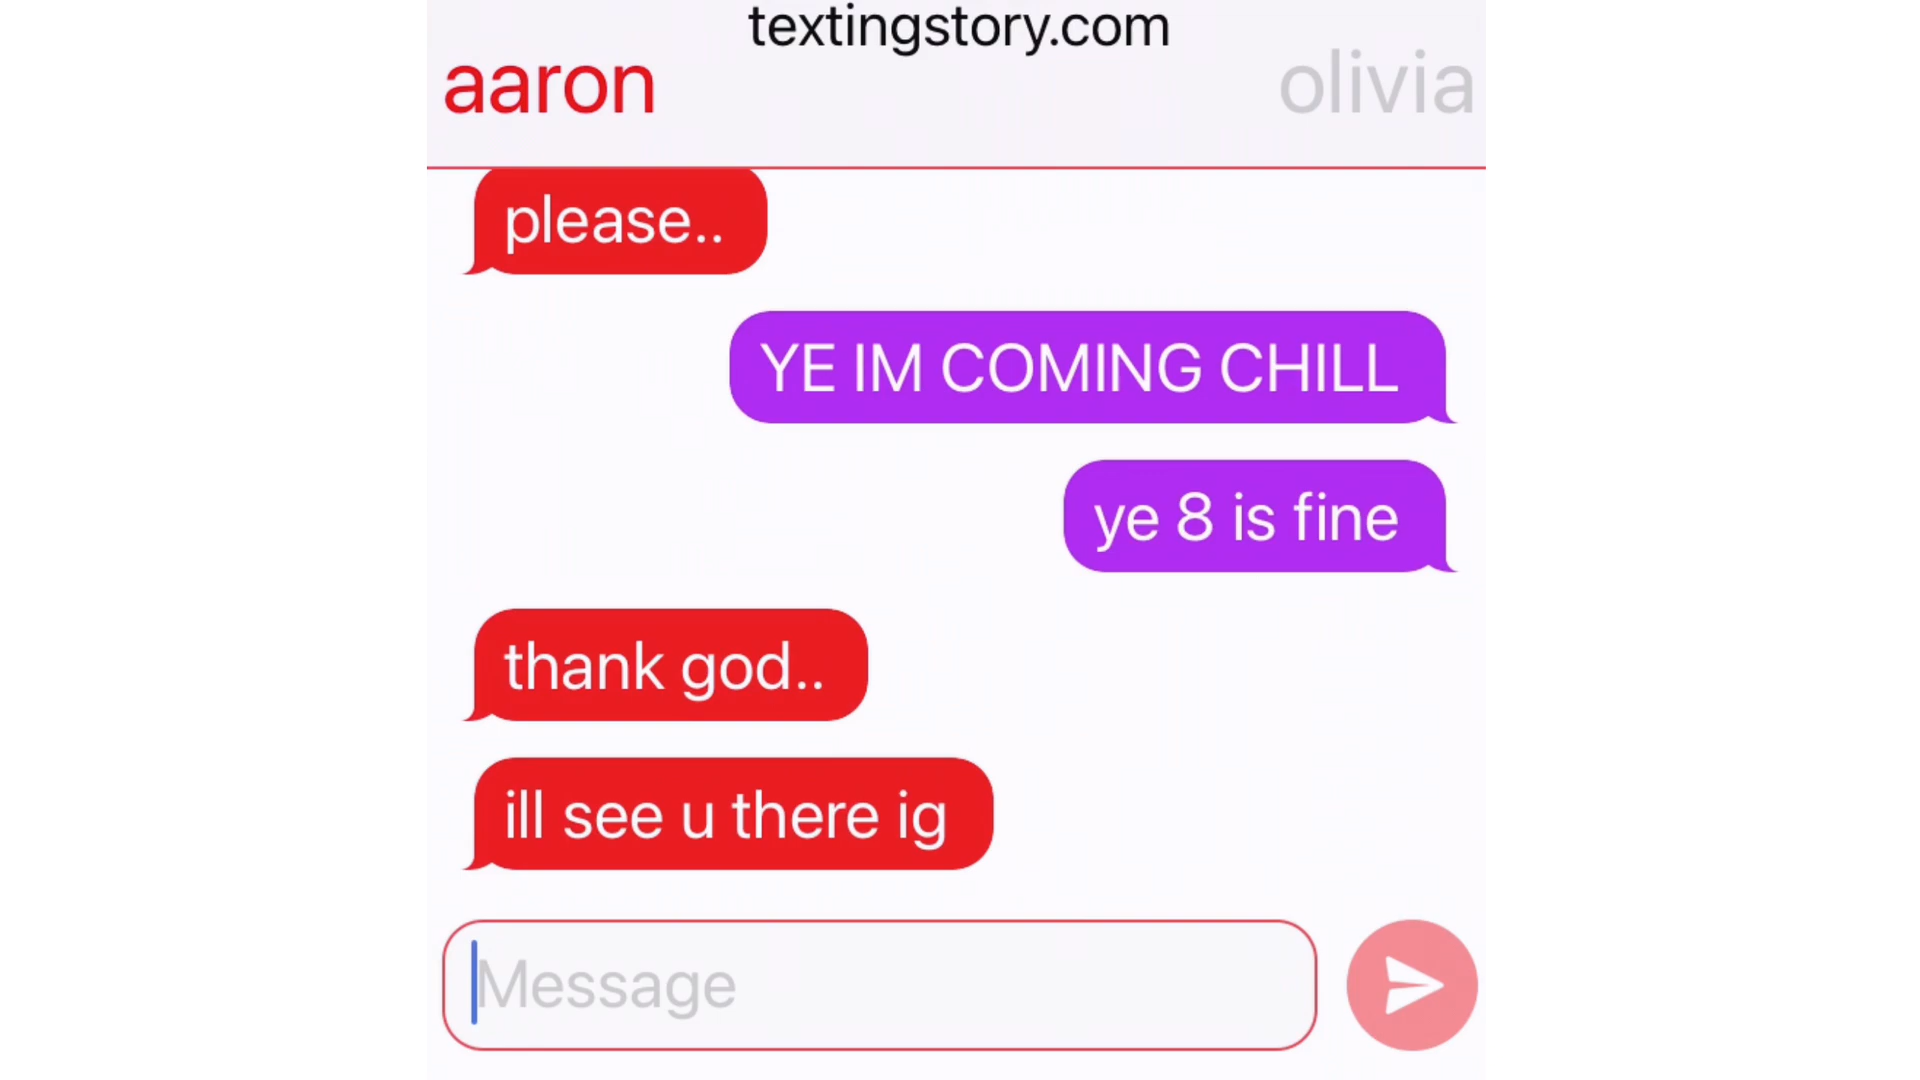 textingstory.com
aaron olivia
please..
YE IM COMING CHILL
ye 8 is fine
thank god..
ill see u there ig
Message